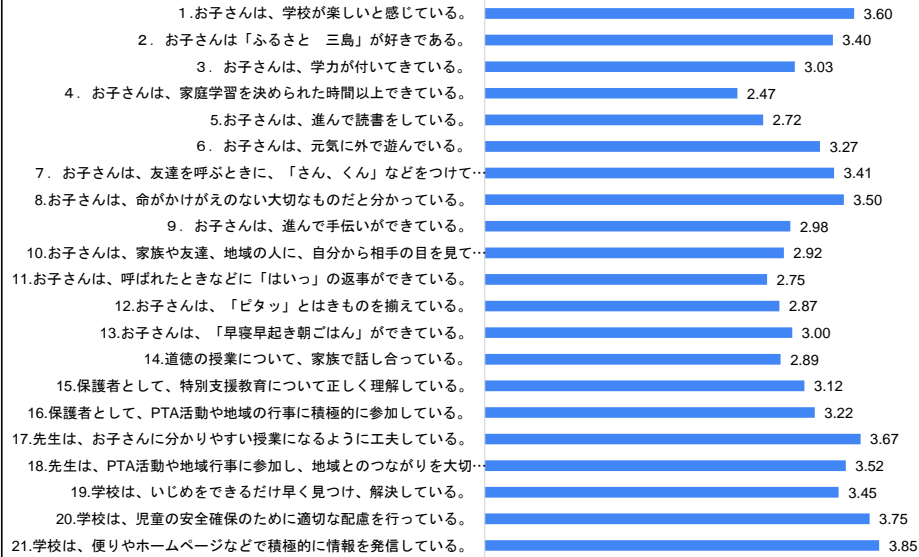 1.お子さんは、学校が楽しいと感じている。 3.60
２．お子さんは「ふるさと　三島」が好きである。 3.40
３．お子さんは、学力が付いてきている。 3.03
４．お子さんは、家庭学習を決められた時間以上できている。 2.47
5.お子さんは、進んで読書をしている。 2.72
６．お子さんは、元気に外で遊んでいる。 3.27
７．お子さんは、友達を呼ぶときに、「さん、くん」などをつけて… 3.41
8.お子さんは、命がかけがえのない大切なものだと分かっている。 3.50
９．お子さんは、進んで手伝いができている。 2.98
10.お子さんは、家族や友達、地域の人に、自分から相手の目を見て… 2.92
11.お子さんは、呼ばれたときなどに「はいっ」の返事ができている。 2.75
12.お子さんは、「ピタッ」とはきものを揃えている。 2.87
13.お子さんは、「早寝早起き朝ごはん」ができている。 3.00
14.道徳の授業について、家族で話し合っている。 2.89
15.保護者として、特別支援教育について正しく理解している。 3.12
16.保護者として、PTA活動や地域の行事に積極的に参加している。 3.22
17.先生は、お子さんに分かりやすい授業になるように工夫している。 3.67
18.先生は、PTA活動や地域行事に参加し、地域とのつながりを大切… 3.52
19.学校は、いじめをできるだけ早く見つけ、解決している。 3.45
20.学校は、児童の安全確保のために適切な配慮を行っている。 3.75
21.学校は、便りやホームページなどで積極的に情報を発信している。 3.85